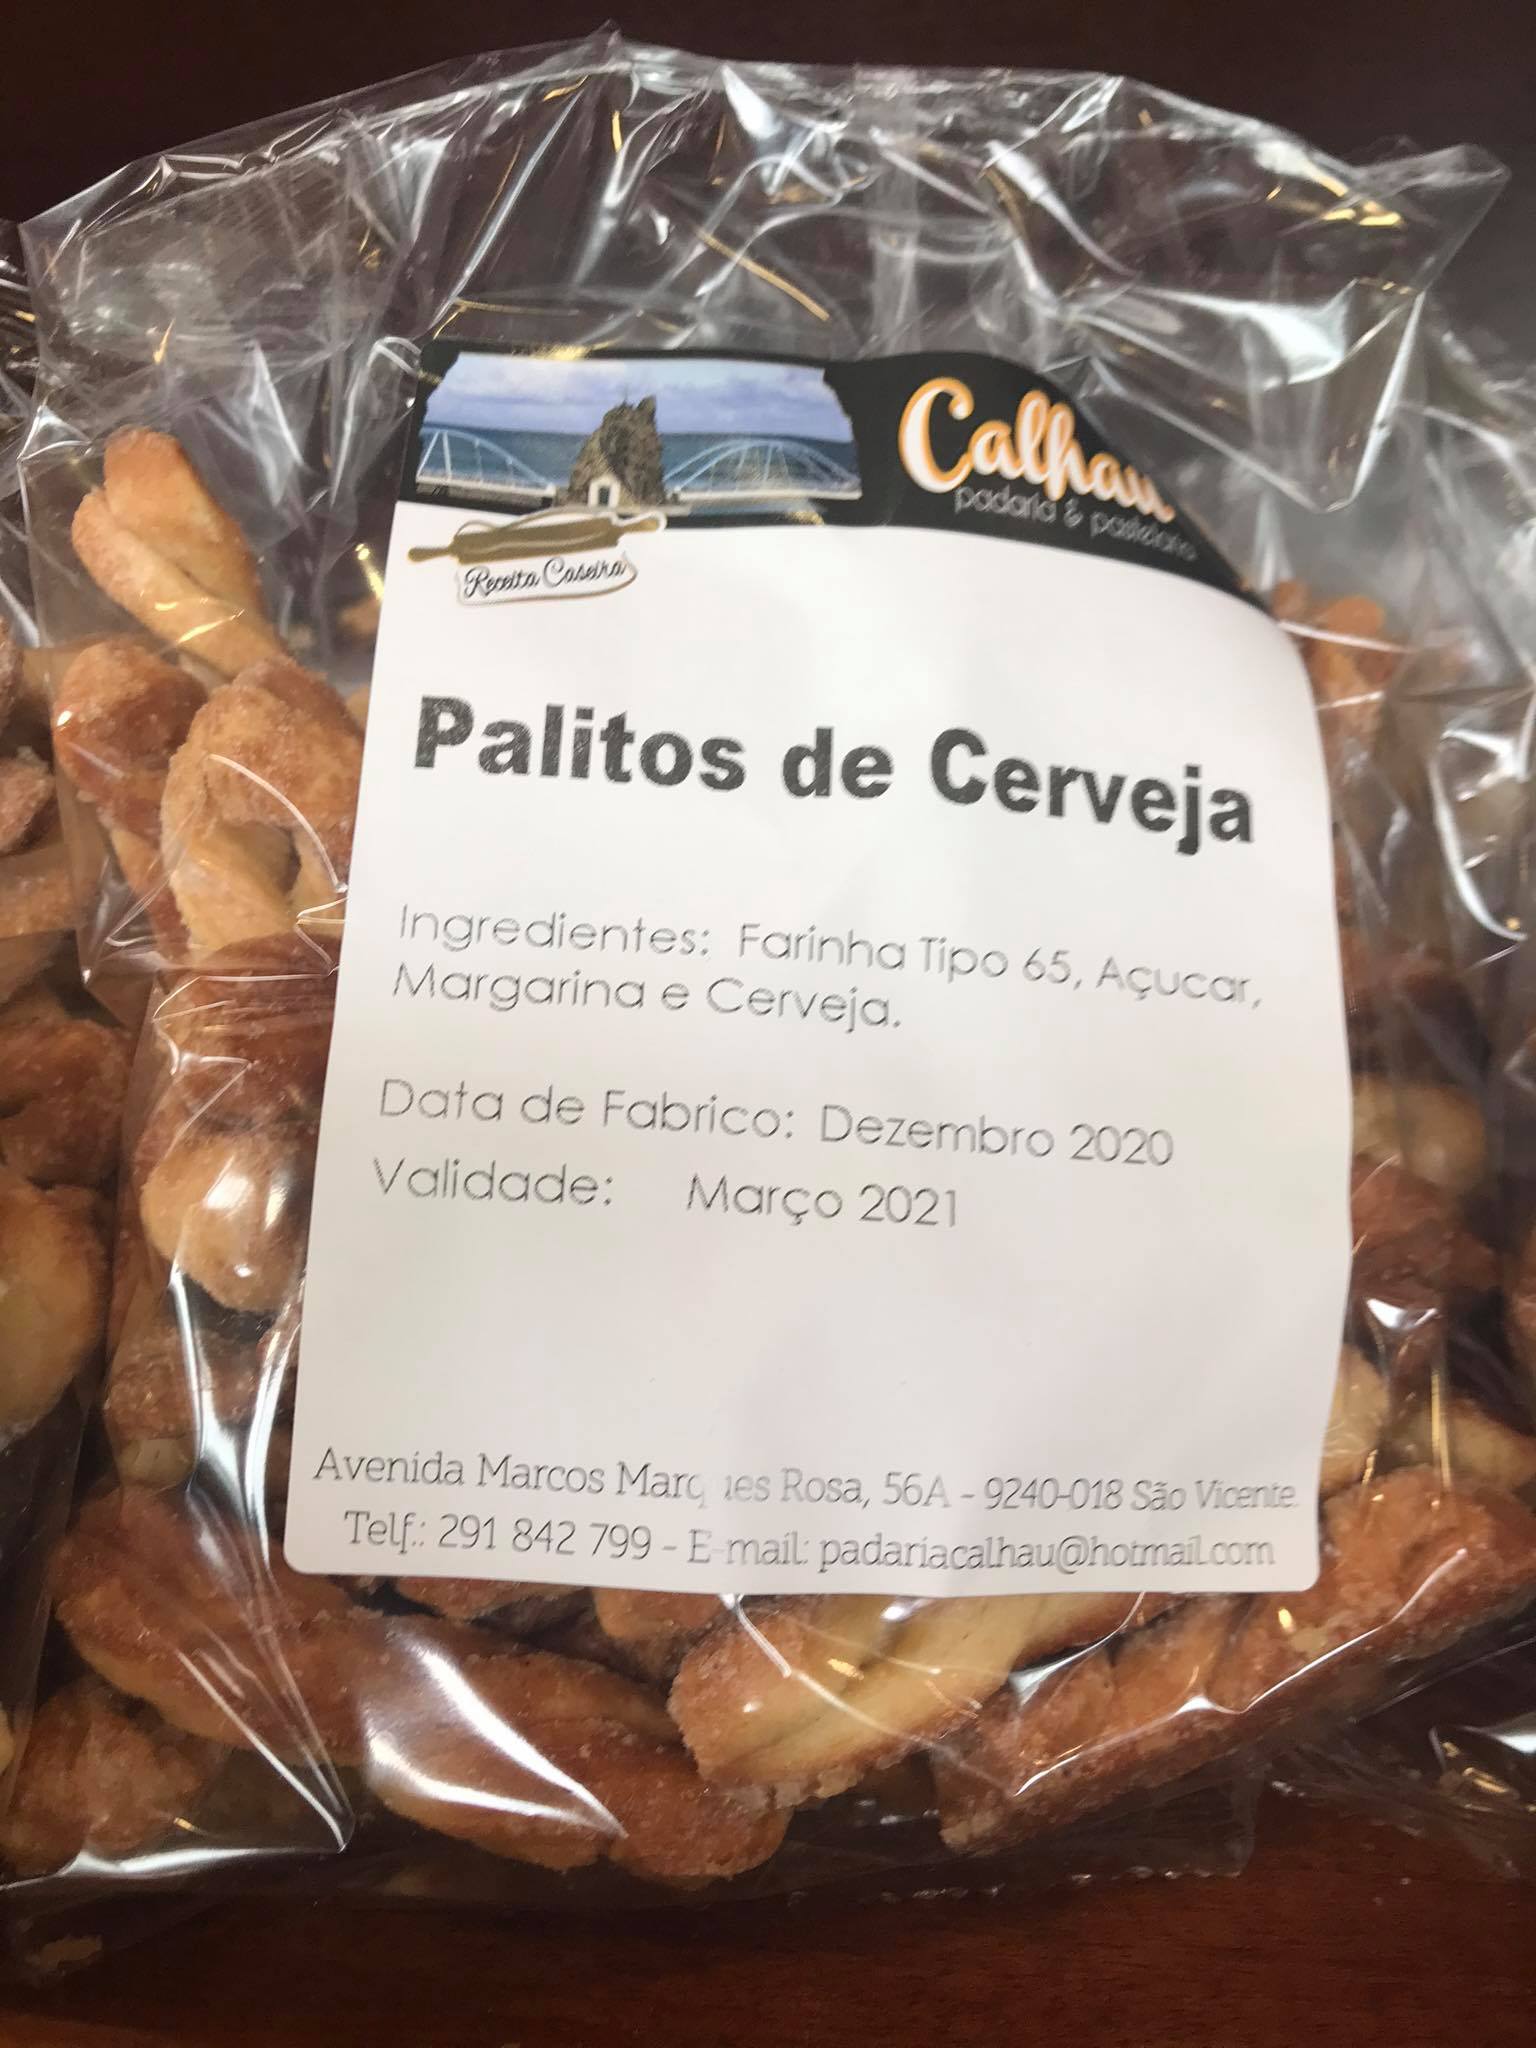 Calhau
padaria & pastelaria
Receita Caseira
Palitos de Cerveja
Ingredientes: Farinha Tipo 65, Açucar,
Margarina e Cerveja.
Data de Fabrico: Dezembro 2020
Validade: Março 2021
Avenida Marcos Marques Rosa, 56A - 9240-018 São Vicente
Telf.: 291 842 799 - E-mail: padariacalhau@hotmail.com